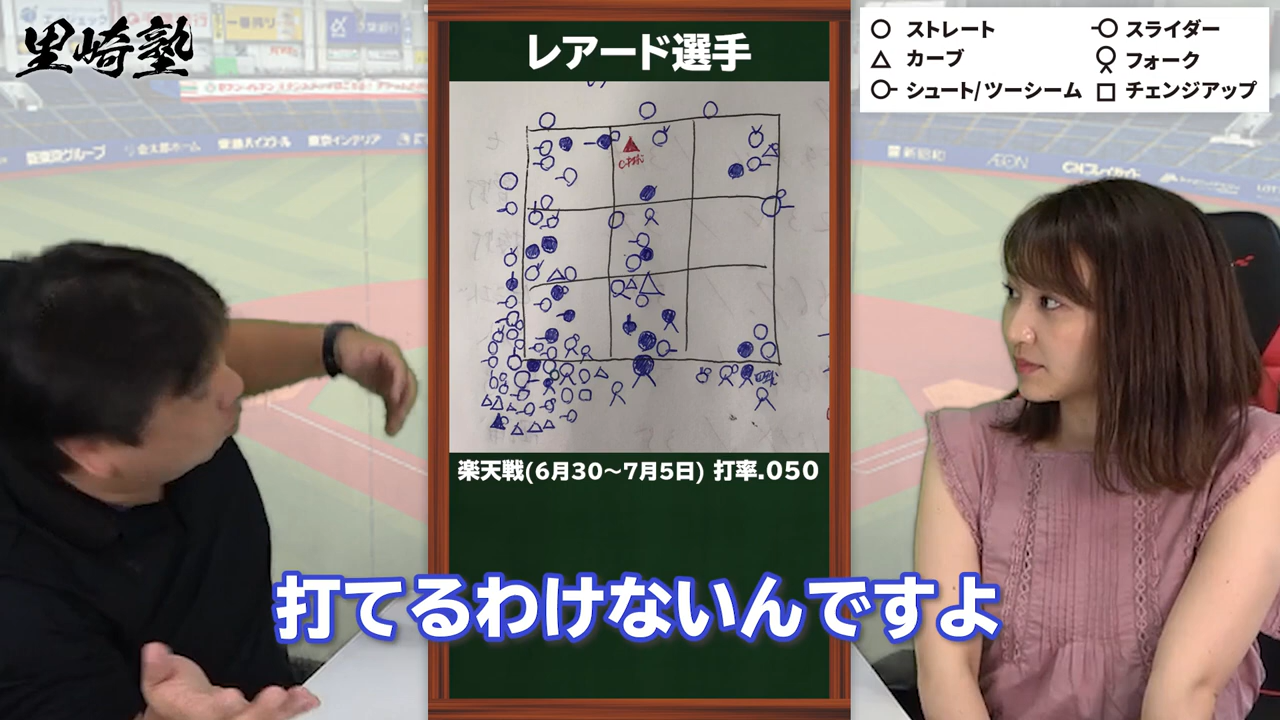 里崎塾
レアード選手
ストレート
スライダー
カーブ
フォーク
シュート/ツーシーム
チェンジアップ
AEON
楽天戦(6月30〜7月5日) 打率.050
打てるわけないんですよ